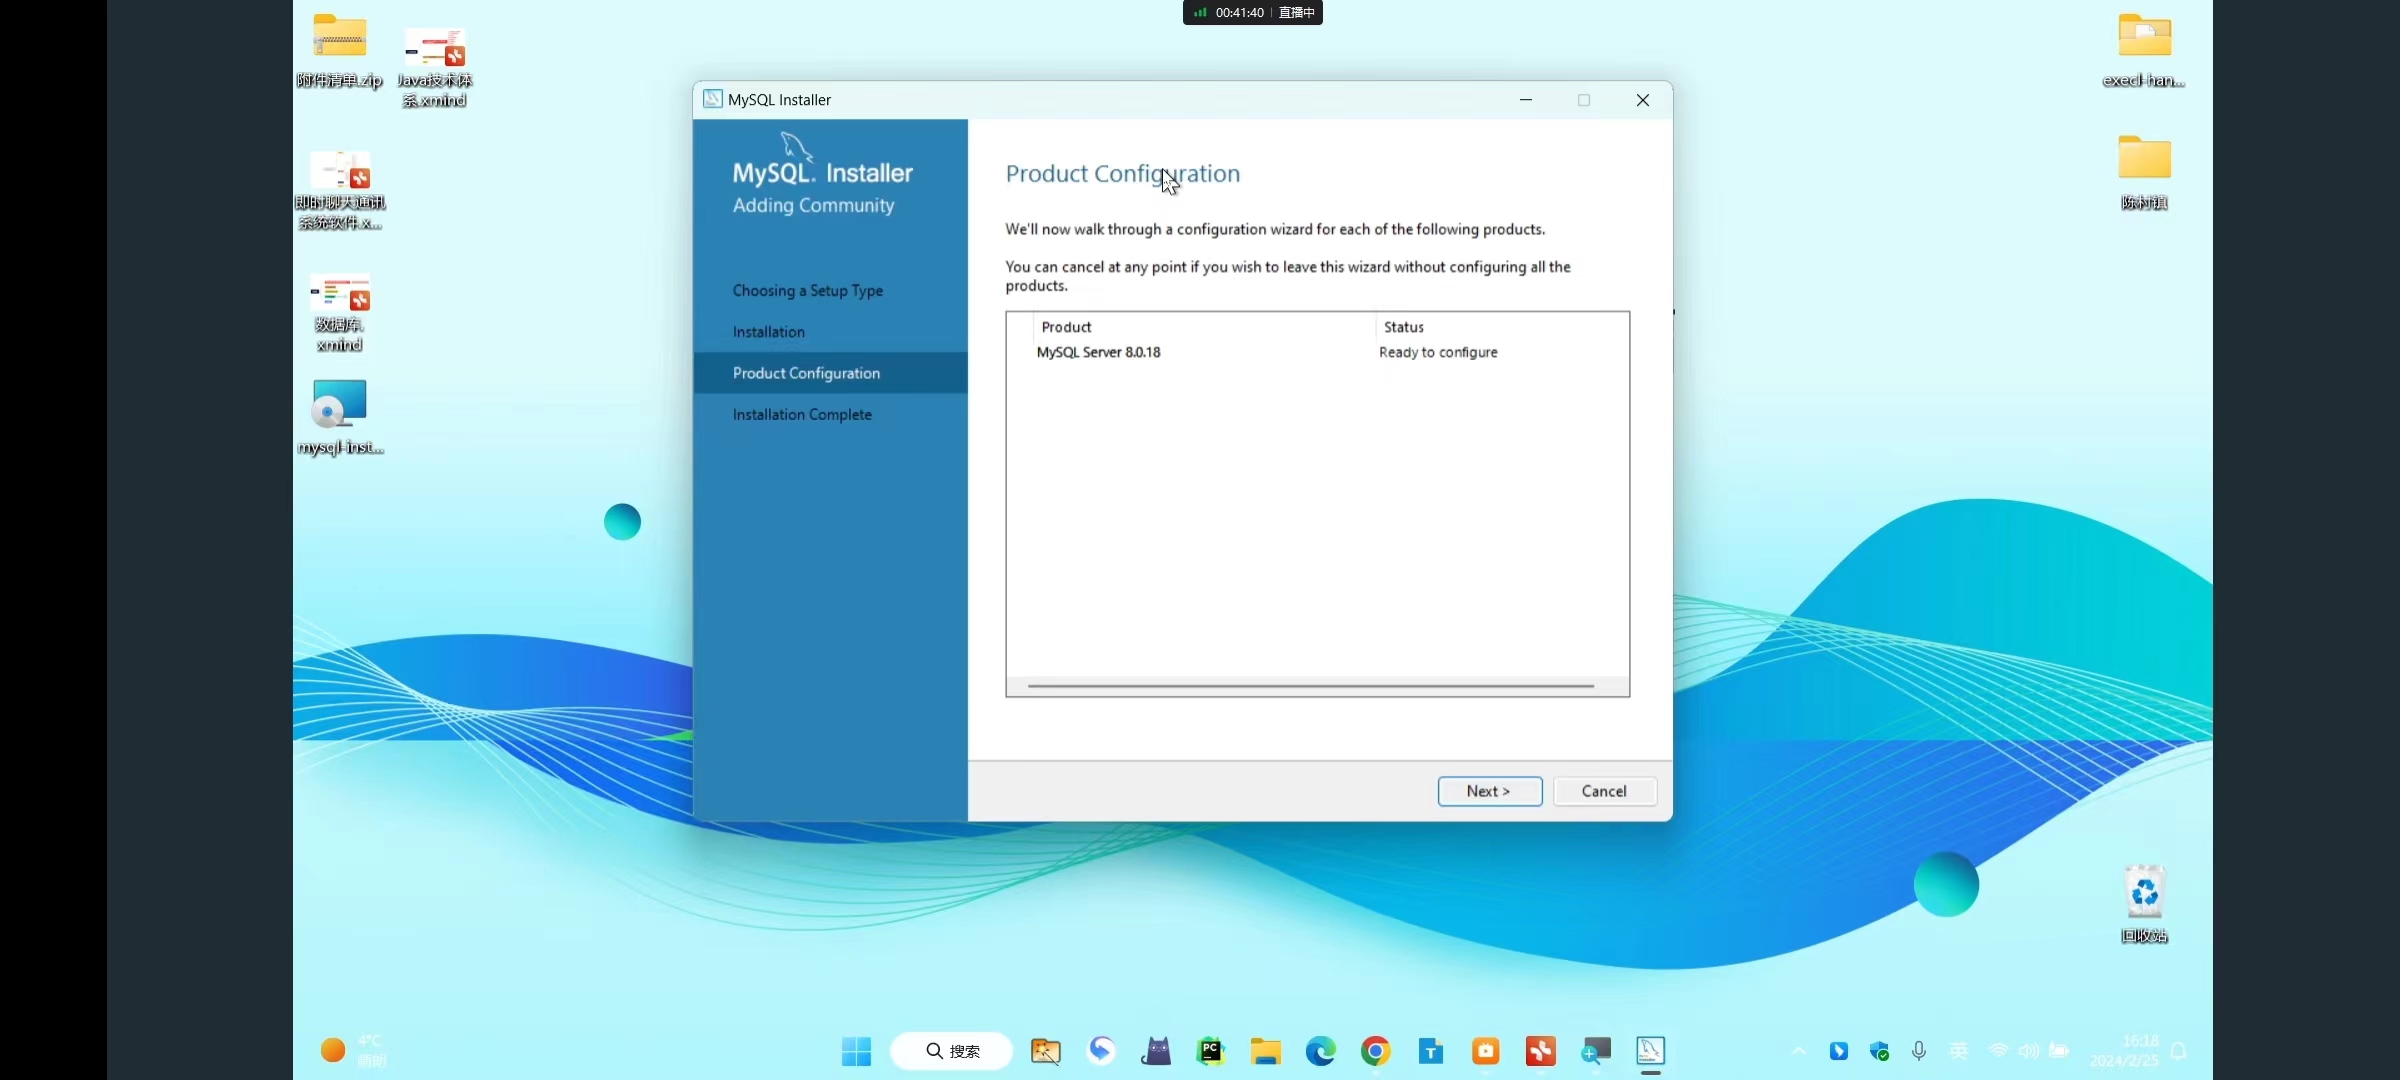 00:41:40 | 直播中
附件清单.zip
Java技术体
系.xmind
execl-han...
即时聊天通讯
系统软件.x...
陈村镇
数据库.
xmind
mysql-inst...
MySQL Installer
MySQL. Installer
Adding Community
Choosing a Setup Type
Installation
Product Configuration
Installation Complete
Product Configuration
We'll now walk through a configuration wizard for each of the following products.
You can cancel at any point if you wish to leave this wizard without configuring all the
products.
Product Status
MySQL Server 8.0.18 Ready to configure
Next > Cancel
回收站
4°C
晴朗
搜索
PC
T
英
16:18
2024/2/25